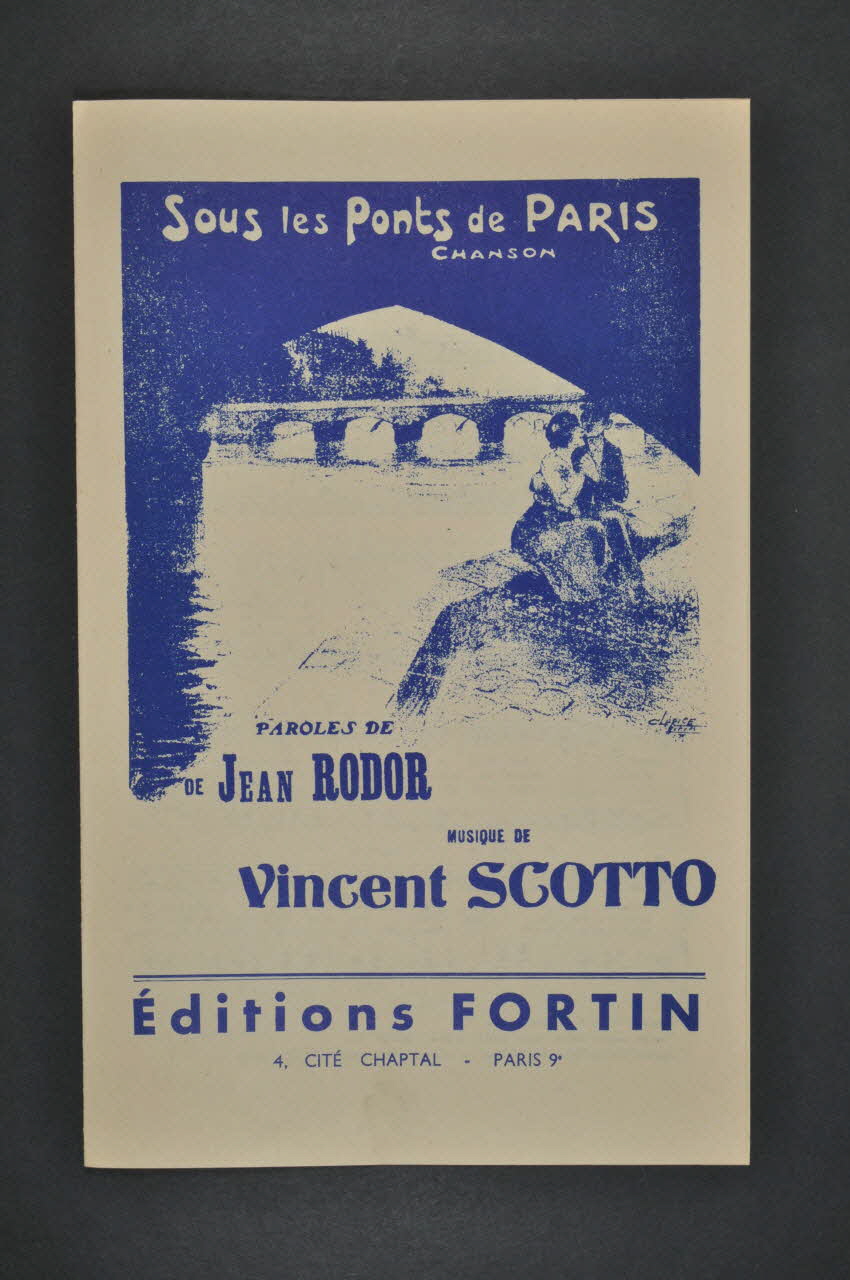 Sous les Ponts de PARIS
CHANSON
PAROLES DE
DE JEAN RODOR
MUSIQUE DE
Vincent SCOTTO
Éditions FORTIN
4, CITÉ CHAPTAL - PARIS 9e